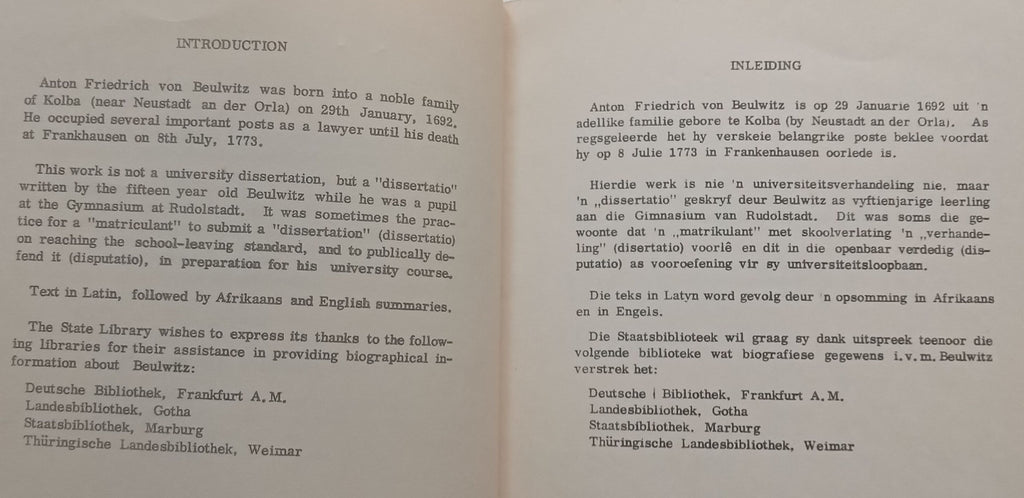 INTRODUCTION
Anton Friedrich von Beulwitz was born into a noble family
of Kolba (near Neustadt an der Orla) on 29th January, 1692.
He occupied several important posts as a lawyer until his death
at Frankhausen on 8th July, 1773.
This work is not a university dissertation, but a "dissertatio"
written by the fifteen year old Beulwitz while he was a pupil
at the Gymnasium at Rudolstadt. It was sometimes the prac-
tice for a "matriculant" to submit a "dissertation" (dissertatio)
on reaching the school-leaving standard, and to publically de-
fend it (disputatio), in preparation for his university course.
Text in Latin, followed by Afrikaans and English summaries.
The State Library wishes to express its thanks to the follow-
ing libraries for their assistance in providing biographical in-
formation about Beulwitz:
Deutsche Bibliothek, Frankfurt A.M.
Landesbibliothek, Gotha
Staatsbibliothek, Marburg
Thüringische Landesbibliothek, Weimar
INLEIDING
Anton Friedrich von Beulwitz is op 29 Januarie 1692 uit 'n
adellike familie gebore te Kolba (by Neustadt an der Orla). As
regsgeleerde het hy verskeie belangrike poste beklee voordat
hy op 8 Julie 1773 in Frankenhausen oorlede is.
Hierdie werk is nie 'n universiteitsverhandeling nie, maar
'n „dissertatio" geskryf deur Beulwitz as vyftienjarige leerling
aan die Gimnasium van Rudolstadt. Dit was soms die ge-
woonte dat 'n „matrikulant" met skoolverlating 'n „verhande-
ling" (disertatio) voorlê en dit in die openbaar verdedig (dis-
putatio) as vooroefening vir sy universiteitsloopbaan.
Die teks in Latyn word gevolg deur 'n opsomming in Afrikaans
en in Engels.
Die Staatsbiblioteek wil graag sy dank uitspreek teenoor die
volgende biblioteke wat biografiese gegewens i.v.m. Beulwitz
verstrek het:
Deutsche Bibliothek, Frankfurt A.M.
Landesbibliothek, Gotha
Staatsbibliothek, Marburg
Thüringische Landesbibliothek, Weimar